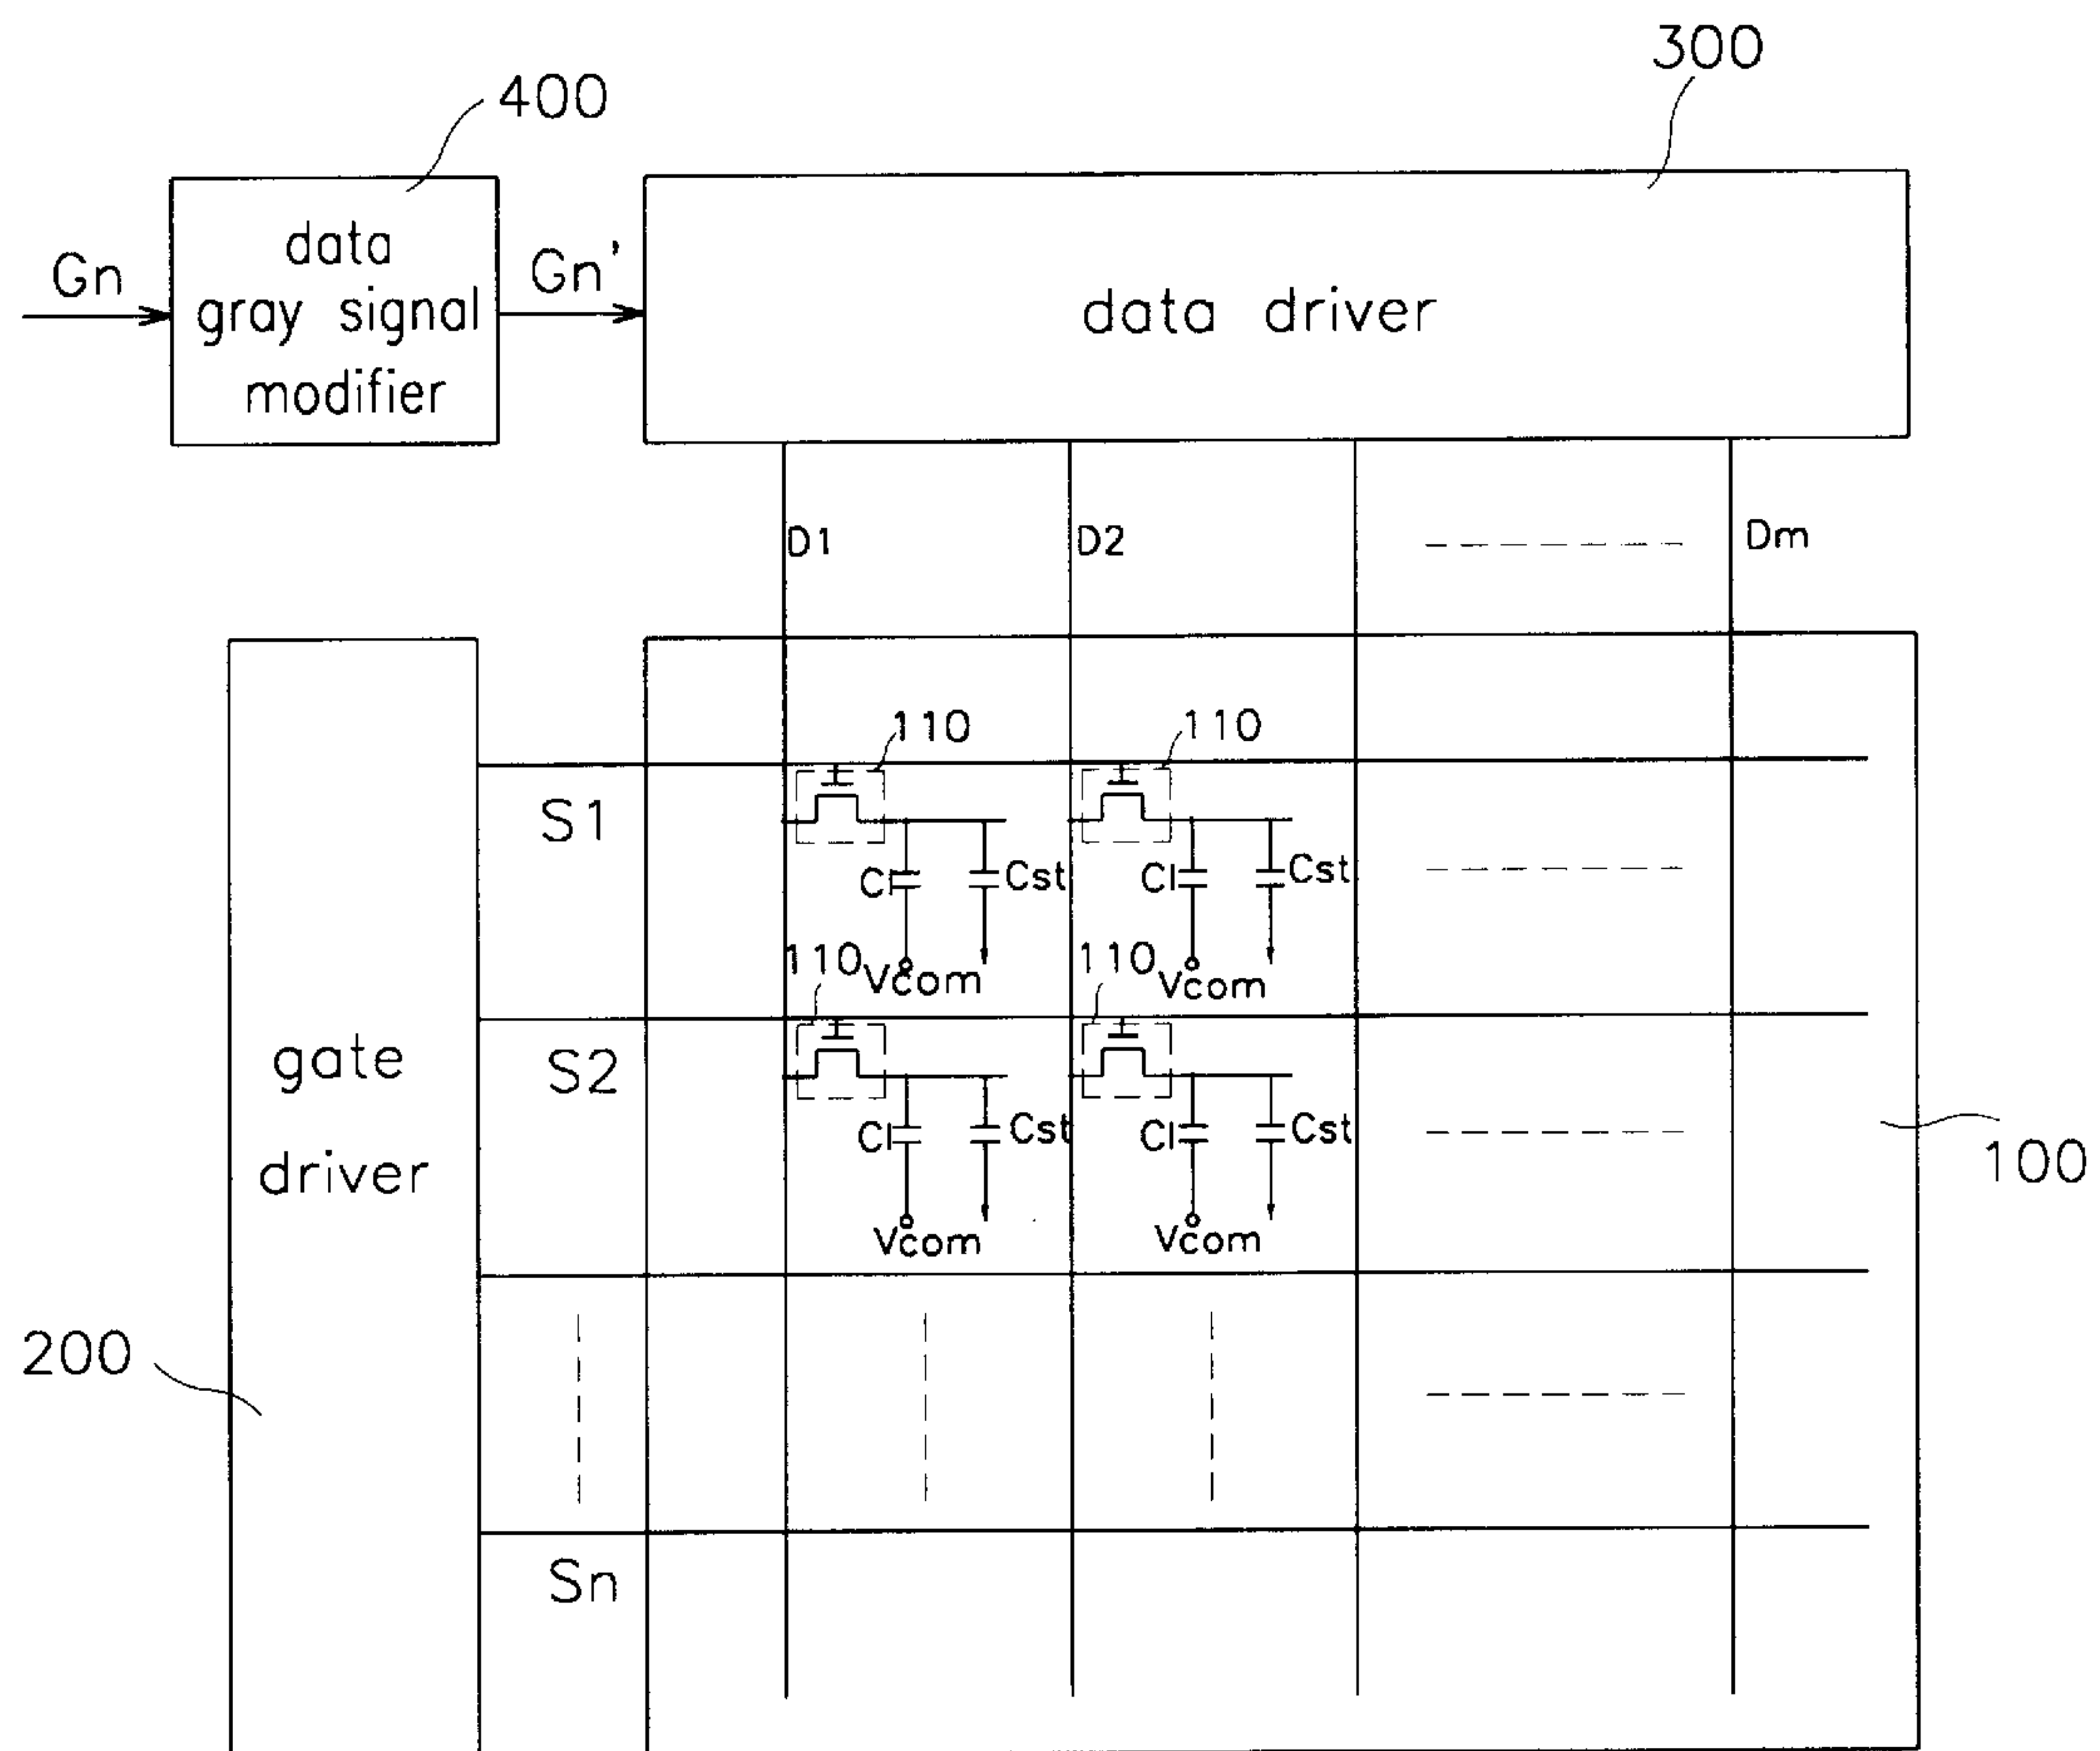 300
400
data
gray signal
modifier
Gn
Gn'
data driver
D1
D2
Dm
110
110
S1
Cl
Cst
Cl
Cst
110
Vcom
110
Vcom
gate
driver
S2
Cl
Cst
Cl
Cst
100
Vcom
Vcom
200
Sn